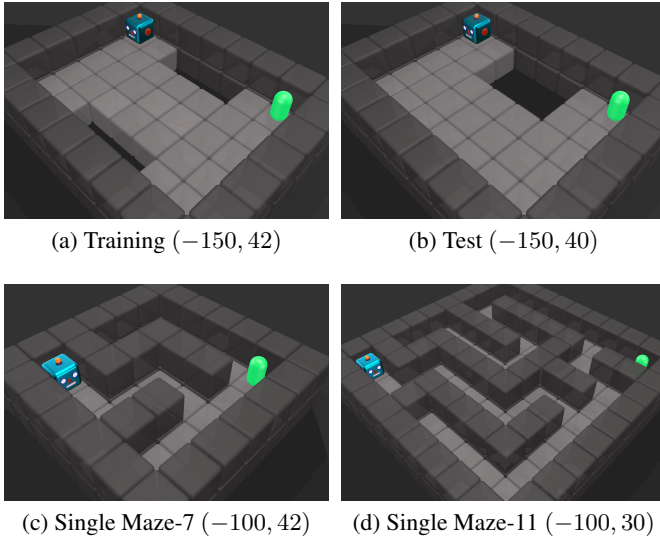 (a) Training (−150, 42)
(b) Test (−150, 40)
(c) Single Maze-7 (−100, 42)
(d) Single Maze-11 (−100, 30)